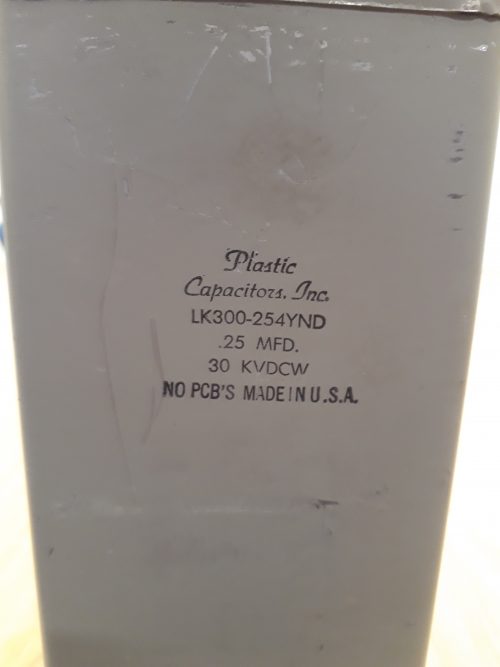 Plastic
Capacitors, Inc.
LK300-254YND
.25 MFD.
30 KVDCW
NO PCB'S MADE IN U.S.A.